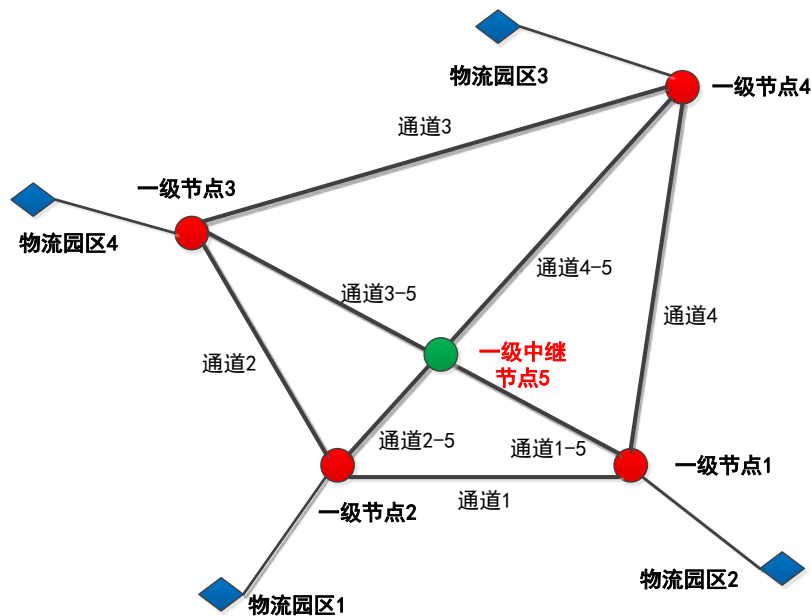 物流园区3
一级节点4
通道3
一级节点3
物流园区4
通道4-5
通道3-5
通道4
一级中继
节点5
通道2
通道2-5
通道1-5
一级节点1
通道1
一级节点2
物流园区2
物流园区1